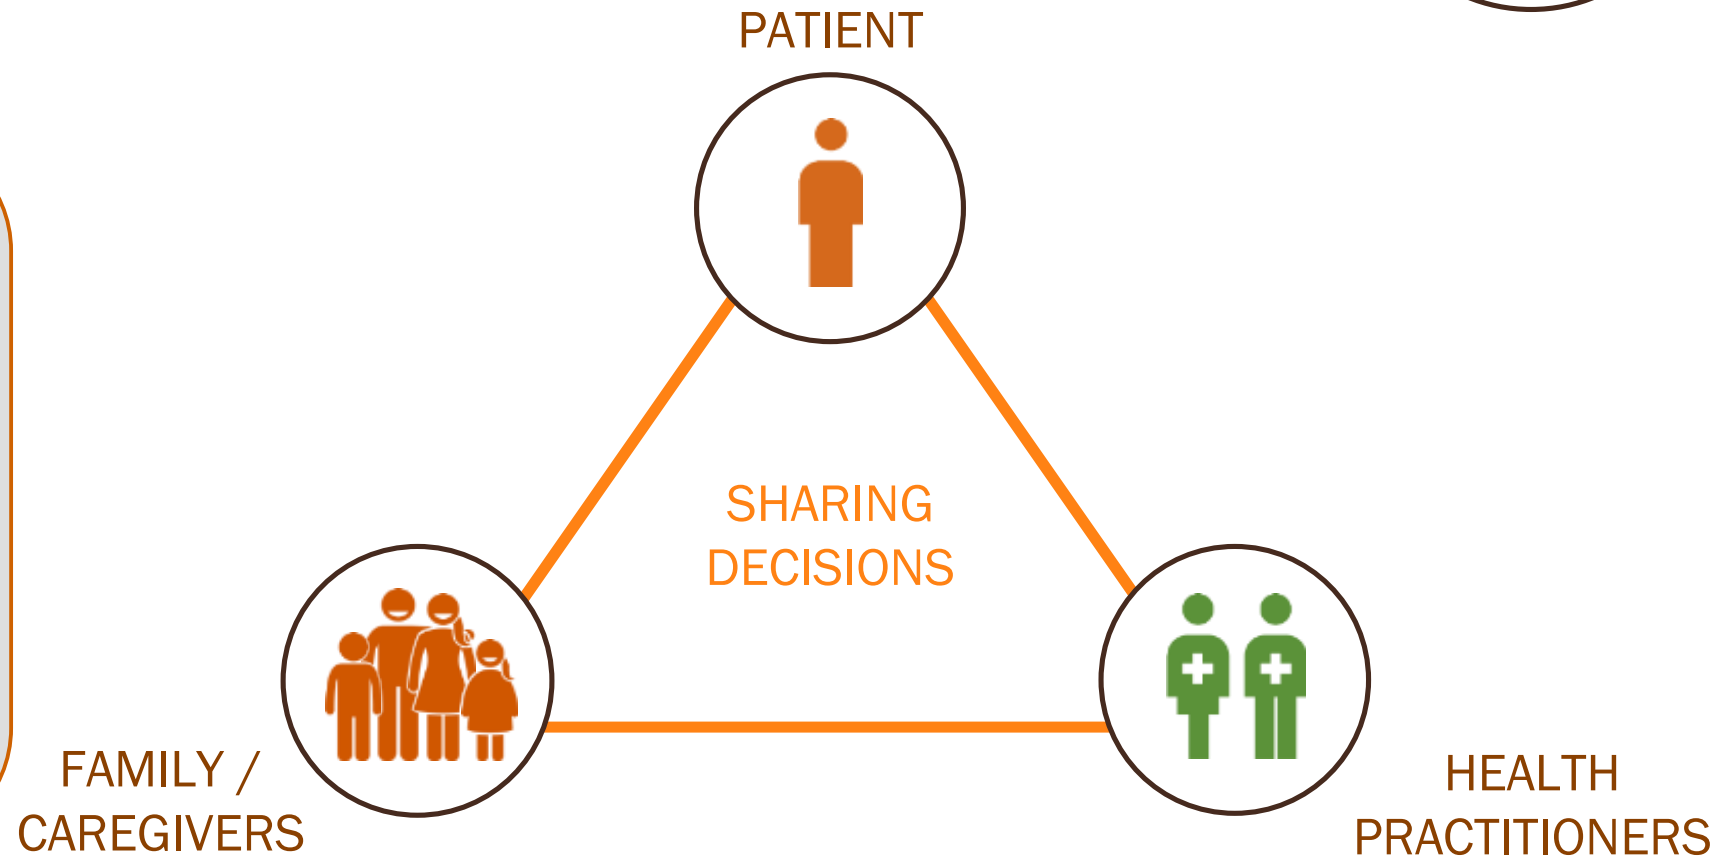 PATIENT
SHARING
DECISIONS
FAMILY /
CAREGIVERS
HEALTH
PRACTITIONERS